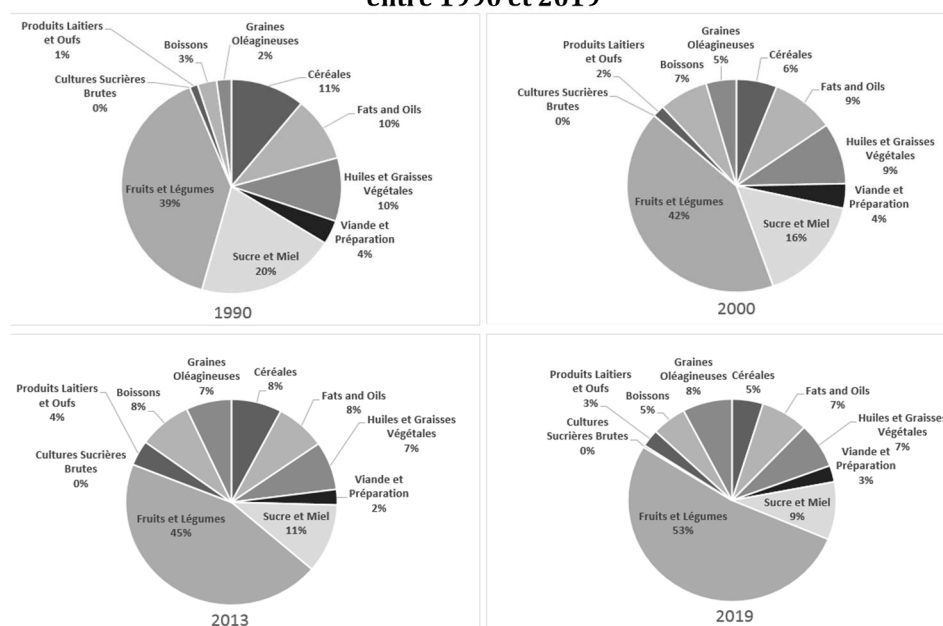 entre 1990 et 2019
Produits Laitiers
et Oufs
1%
Boissons
3%
Graines
Oléagineuses
2%
Cultures Sucrières
Brutes
0%
Céréales
11%
Fats and Oils
10%
Huiles et Graisses
Végétales
10%
Viande et
Préparation
4%
Sucre et Miel
20%
Fruits et Légumes
39%
1990
Produits Laitiers
et Oufs
2%
Boissons
7%
Graines
Oléagineuses
5%
Cultures Sucrières
Brutes
0%
Céréales
6%
Fats and Oils
9%
Huiles et Graisses
Végétales
9%
Viande et
Préparation
4%
Sucre et Miel
16%
Fruits et Légumes
42%
2000
Produits Laitiers
et Oufs
4%
Boissons
8%
Graines
Oléagineuses
7%
Cultures Sucrières
Brutes
0%
Céréales
8%
Fats and Oils
8%
Huiles et Graisses
Végétales
7%
Viande et
Préparation
2%
Sucre et Miel
11%
Fruits et Légumes
45%
2013
Produits Laitiers
et Oufs
3%
Boissons
5%
Graines
Oléagineuses
8%
Cultures
Sucrières Brutes
0%
Céréales
5%
Fats and Oils
7%
Huiles et Graisses
Végétales
7%
Viande et
Préparation
3%
Sucre et Miel
9%
Fruits et Légumes
53%
2019